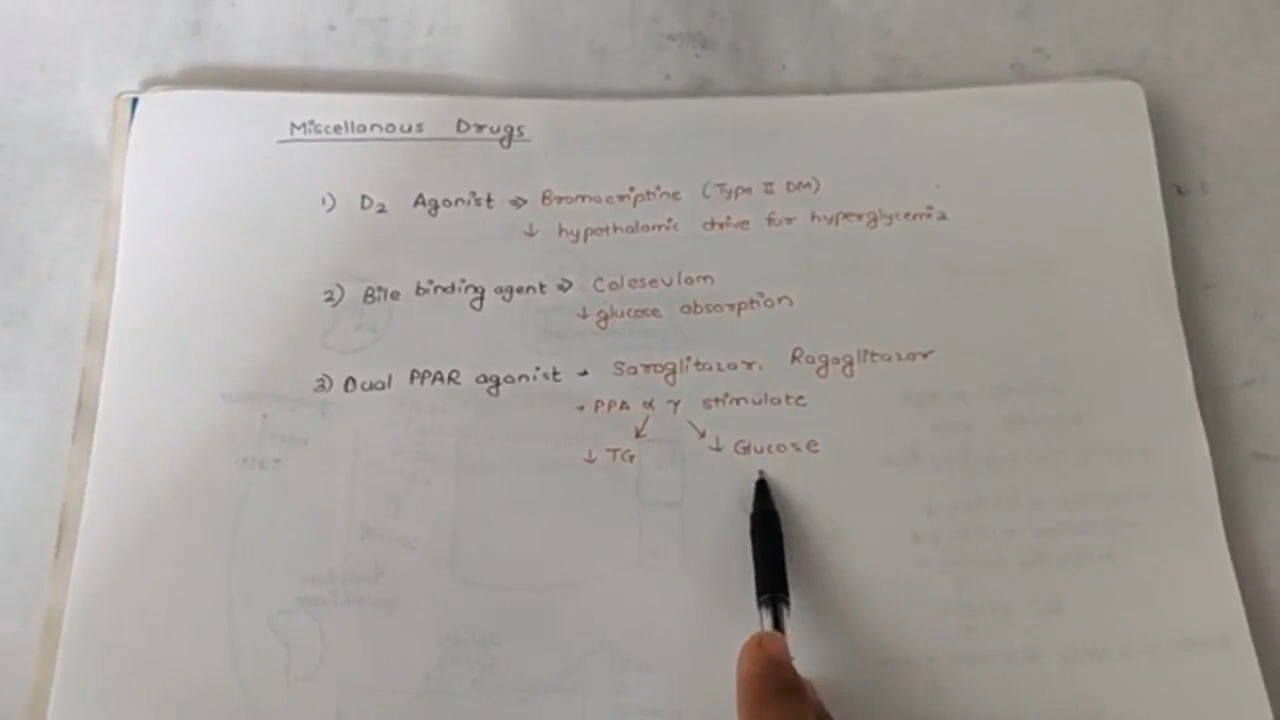 Miscellanous Drugs
1) D2 Agonist ⇒ Bromocriptine (Type II DM)
↓ hypothalamic drive for hyperglycemia
2) Bile binding agent ⇒ Colesevlam
↓ glucose absorption
3) Dual PPAR agonist → Saroglitazar, Ragaglitazar
→ PPA α γ stimulate
↓ TG ↓ Glucose